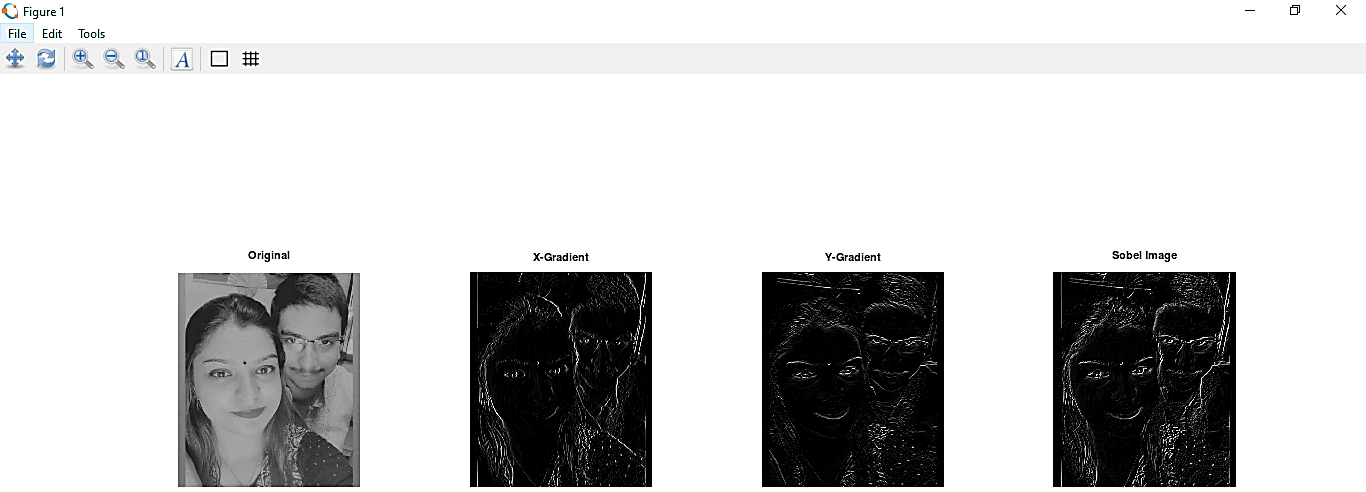 Figure 1
File Edit Tools
A
Original X-Gradient Y-Gradient Sobel Image